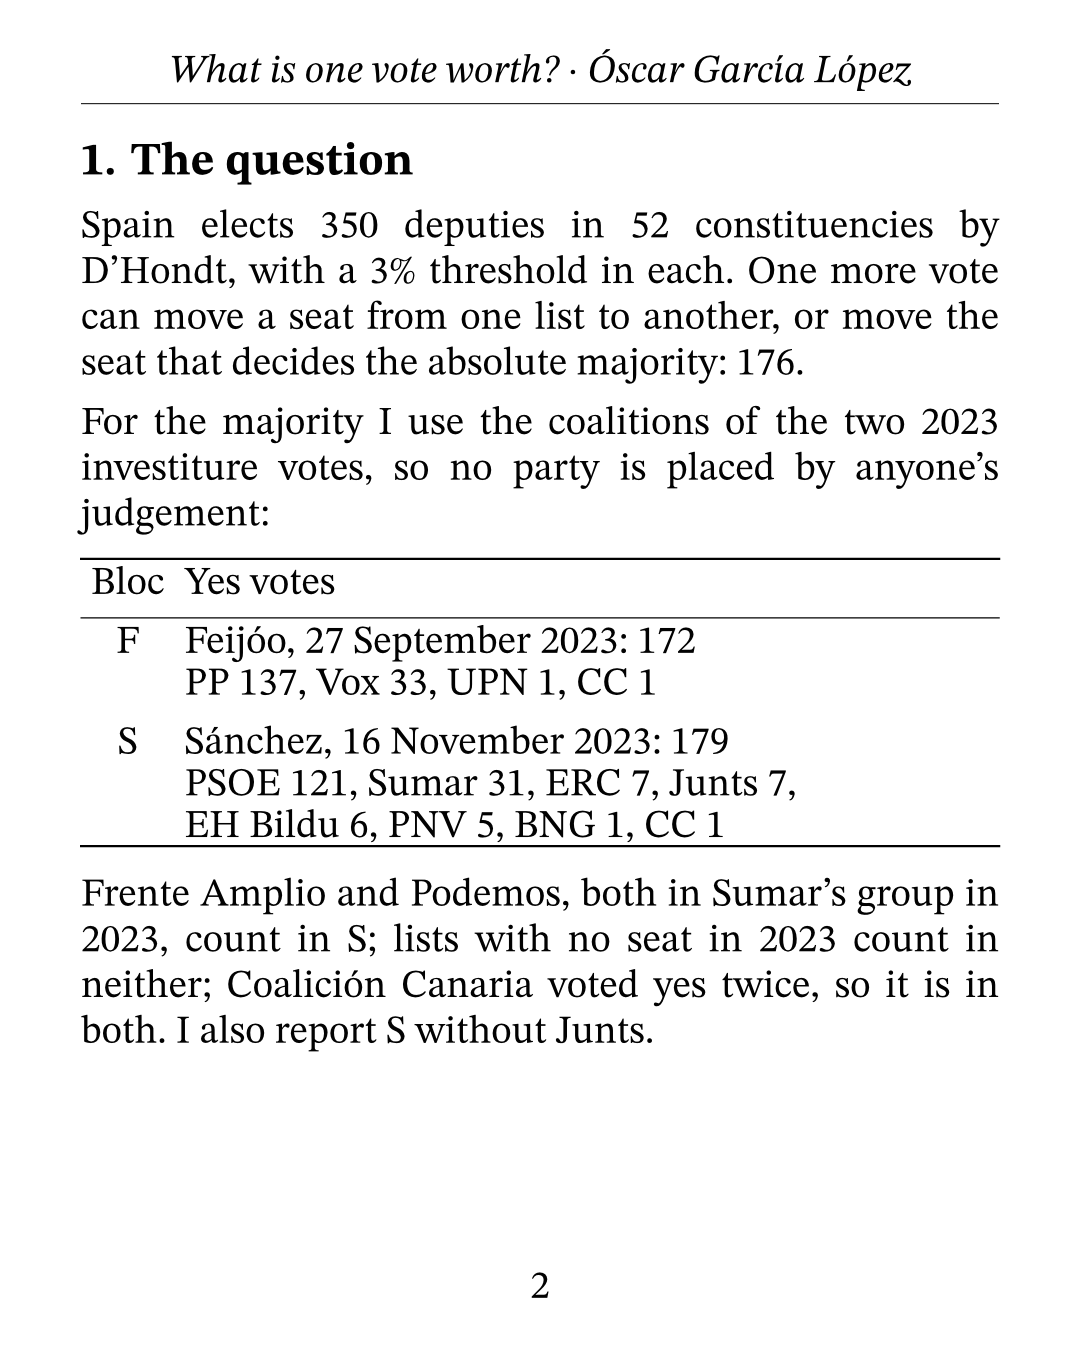 What is one vote worth? · Óscar García López
1. The question
Spain elects 350 deputies in 52 constituencies by
D’Hondt, with a 3% threshold in each. One more vote
can move a seat from one list to another, or move the
seat that decides the absolute majority: 176.
For the majority I use the coalitions of the two 2023
investiture votes, so no party is placed by anyone’s
judgement:
Bloc Yes votes
F Feijóo, 27 September 2023: 172
PP 137, Vox 33, UPN 1, CC 1
S Sánchez, 16 November 2023: 179
PSOE 121, Sumar 31, ERC 7, Junts 7,
EH Bildu 6, PNV 5, BNG 1, CC 1
Frente Amplio and Podemos, both in Sumar’s group in
2023, count in S; lists with no seat in 2023 count in
neither; Coalición Canaria voted yes twice, so it is in
both. I also report S without Junts.
2